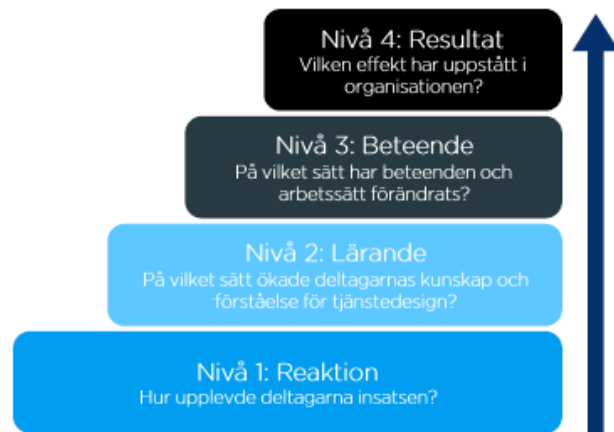 Nivå 4: Resultat
Vilken effekt har uppstått i
organisationen?
Nivå 3: Beteende
På vilket sätt har beteenden och
arbetssätt förändrats?
Nivå 2: Lärande
På vilket sätt ökade deltagarnas kunskap och
förståelse för tjänstedesign?
Nivå 1: Reaktion
Hur upplevde deltagarna insatsen?